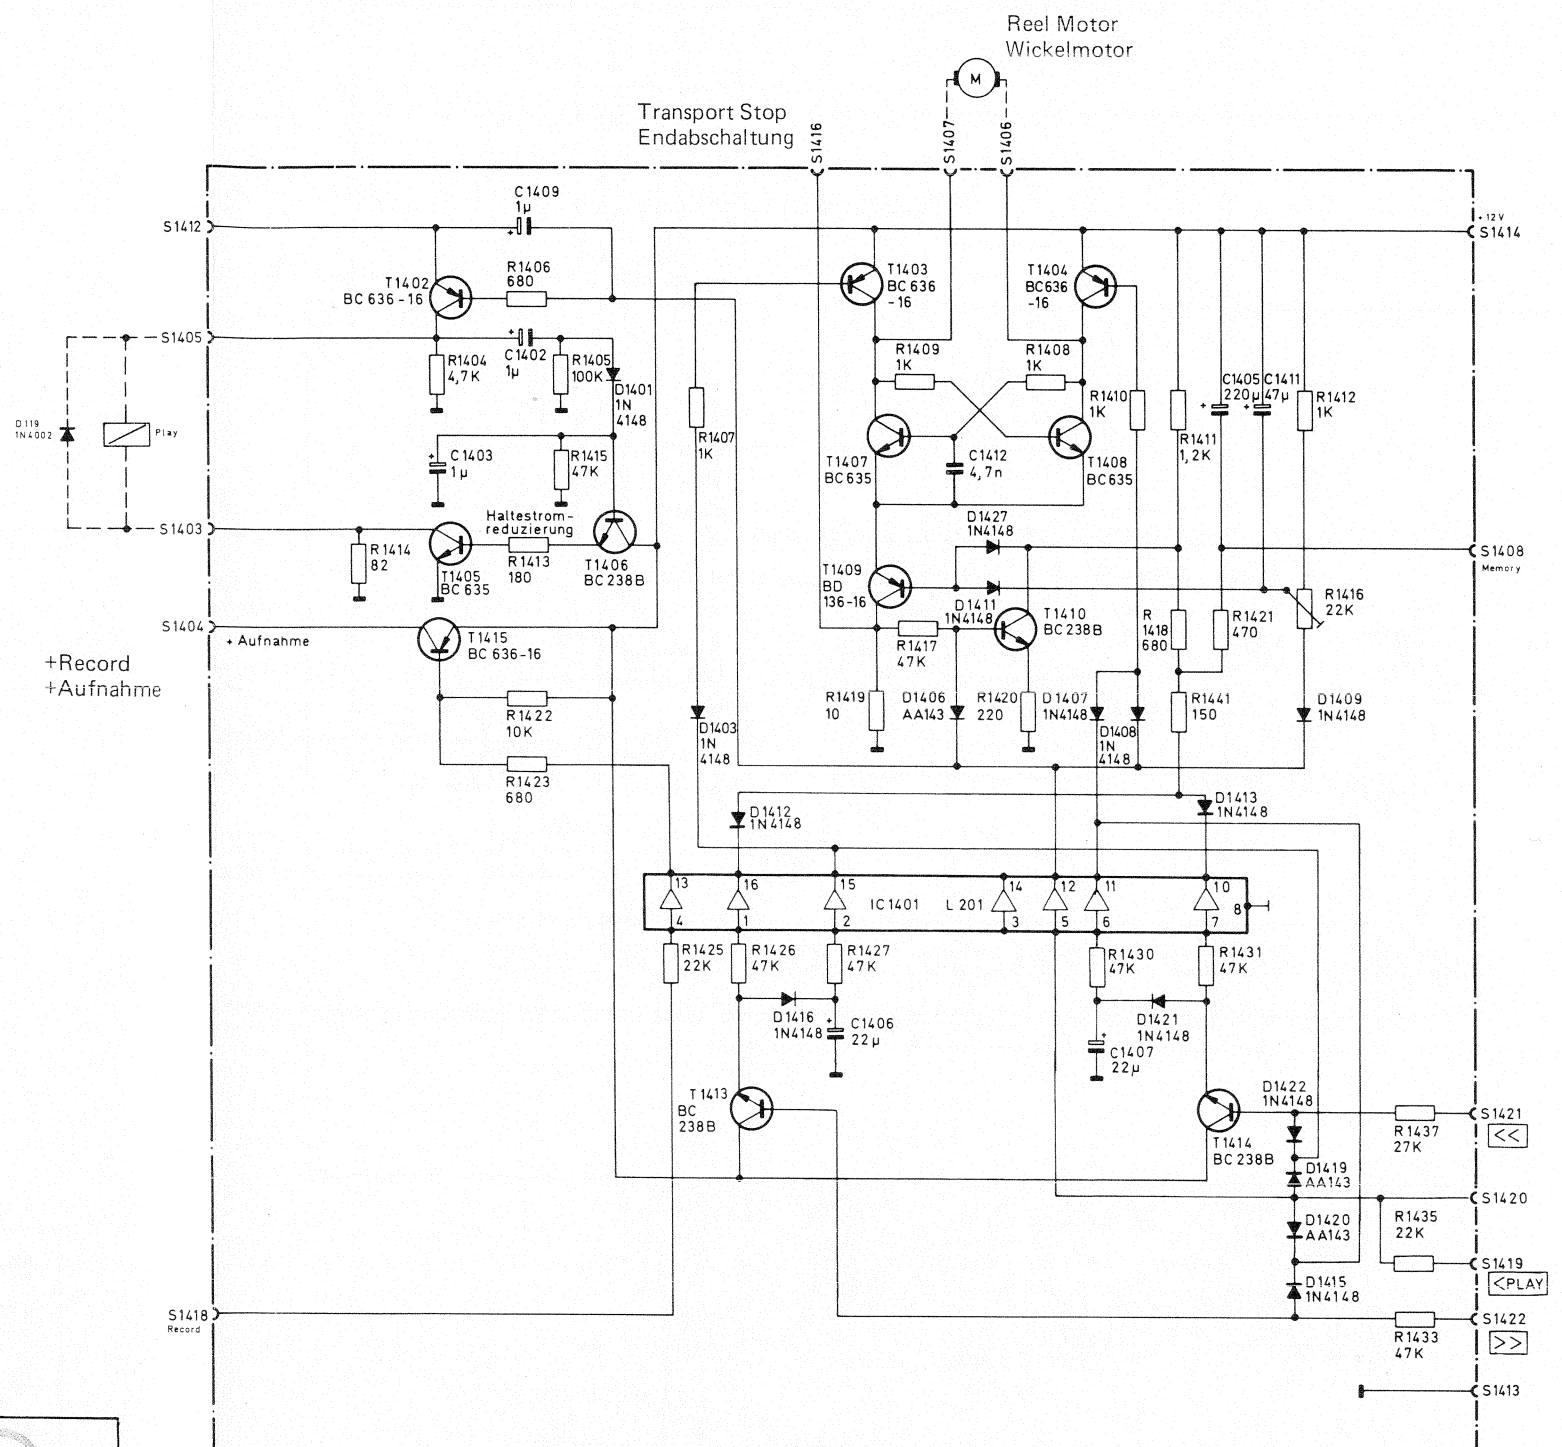 Reel Motor
Wickelmotor
M
Transport Stop
Endabschaltung
S1416
S1407
S1406
C1409
1µ
+
S1412
+12V
S1414
R1406
680
T1402
BC 636-16
T1403
BC 636
-16
T1404
BC636
-16
S1405
+
C1402
1µ
R1404
4,7K
R1405
100K
D1401
1N
4148
R1409
1K
R1408
1K
R1410
1K
C1405
220µ
+
C1411
47µ
+
R1412
1K
D119
1N4002
Play
R1407
1K
R1411
1,2K
+
C1403
1µ
R1415
47K
T1407
BC635
C1412
4,7n
T1408
BC635
S1403
Haltestrom-
reduzierung
D1427
1N4148
R1414
82
T1405
BC 635
R1413
180
T1406
BC 238B
S1408
Memory
T1409
BD
136-16
D1411
1N4148
T1410
BC 238B
R
1418
680
R1421
470
R1416
22K
S1404
+ Aufnahme
T1415
BC 636-16
R1417
47K
+Record
+Aufnahme
R1422
10K
R1419
10
D1406
AA143
R1420
220
D1407
1N4148
R1441
150
D1409
1N4148
D1403
1N
4148
D1408
1N
4148
R1423
680
D1412
1N4148
D1413
1N4148
13
16
15
14
12
11
10
IC1401
L 201
8
4
1
2
3
5
6
7
R1425
22K
R1426
47K
R1427
47K
R1430
47K
R1431
47K
D1416
1N4148
+
C1406
22µ
D1421
1N4148
+
C1407
22µ
T1413
BC
238B
D1422
1N4148
S1421
<<
R1437
27K
T1414
BC 238B
D1419
AA143
S1420
D1420
AA143
R1435
22K
S1419
<PLAY
D1415
1N4148
S1418
Record
S1422
>>
R1433
47K
S1413